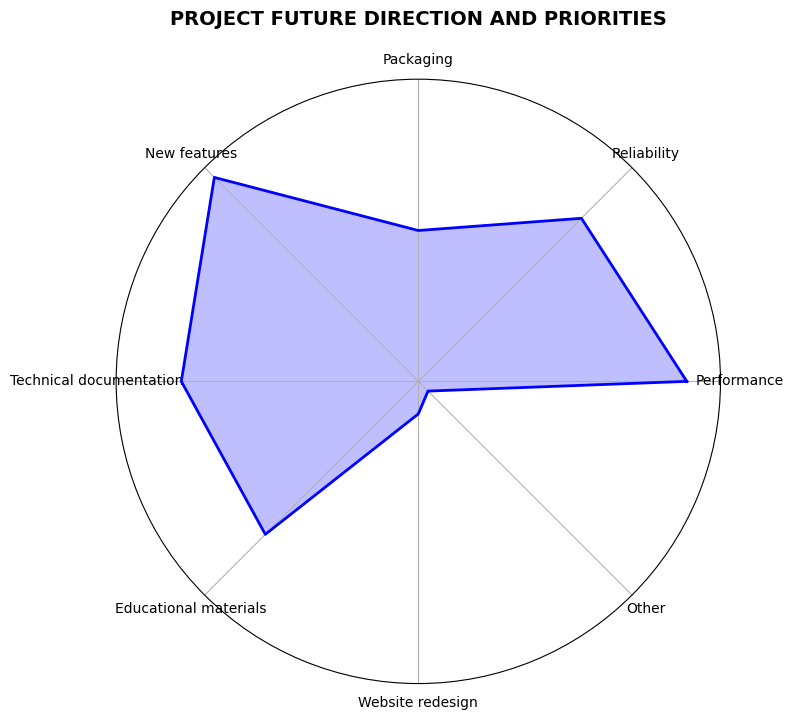 PROJECT FUTURE DIRECTION AND PRIORITIES
Packaging
New features
Reliability
Technical documentation
Performance
Educational materials
Other
Website redesign